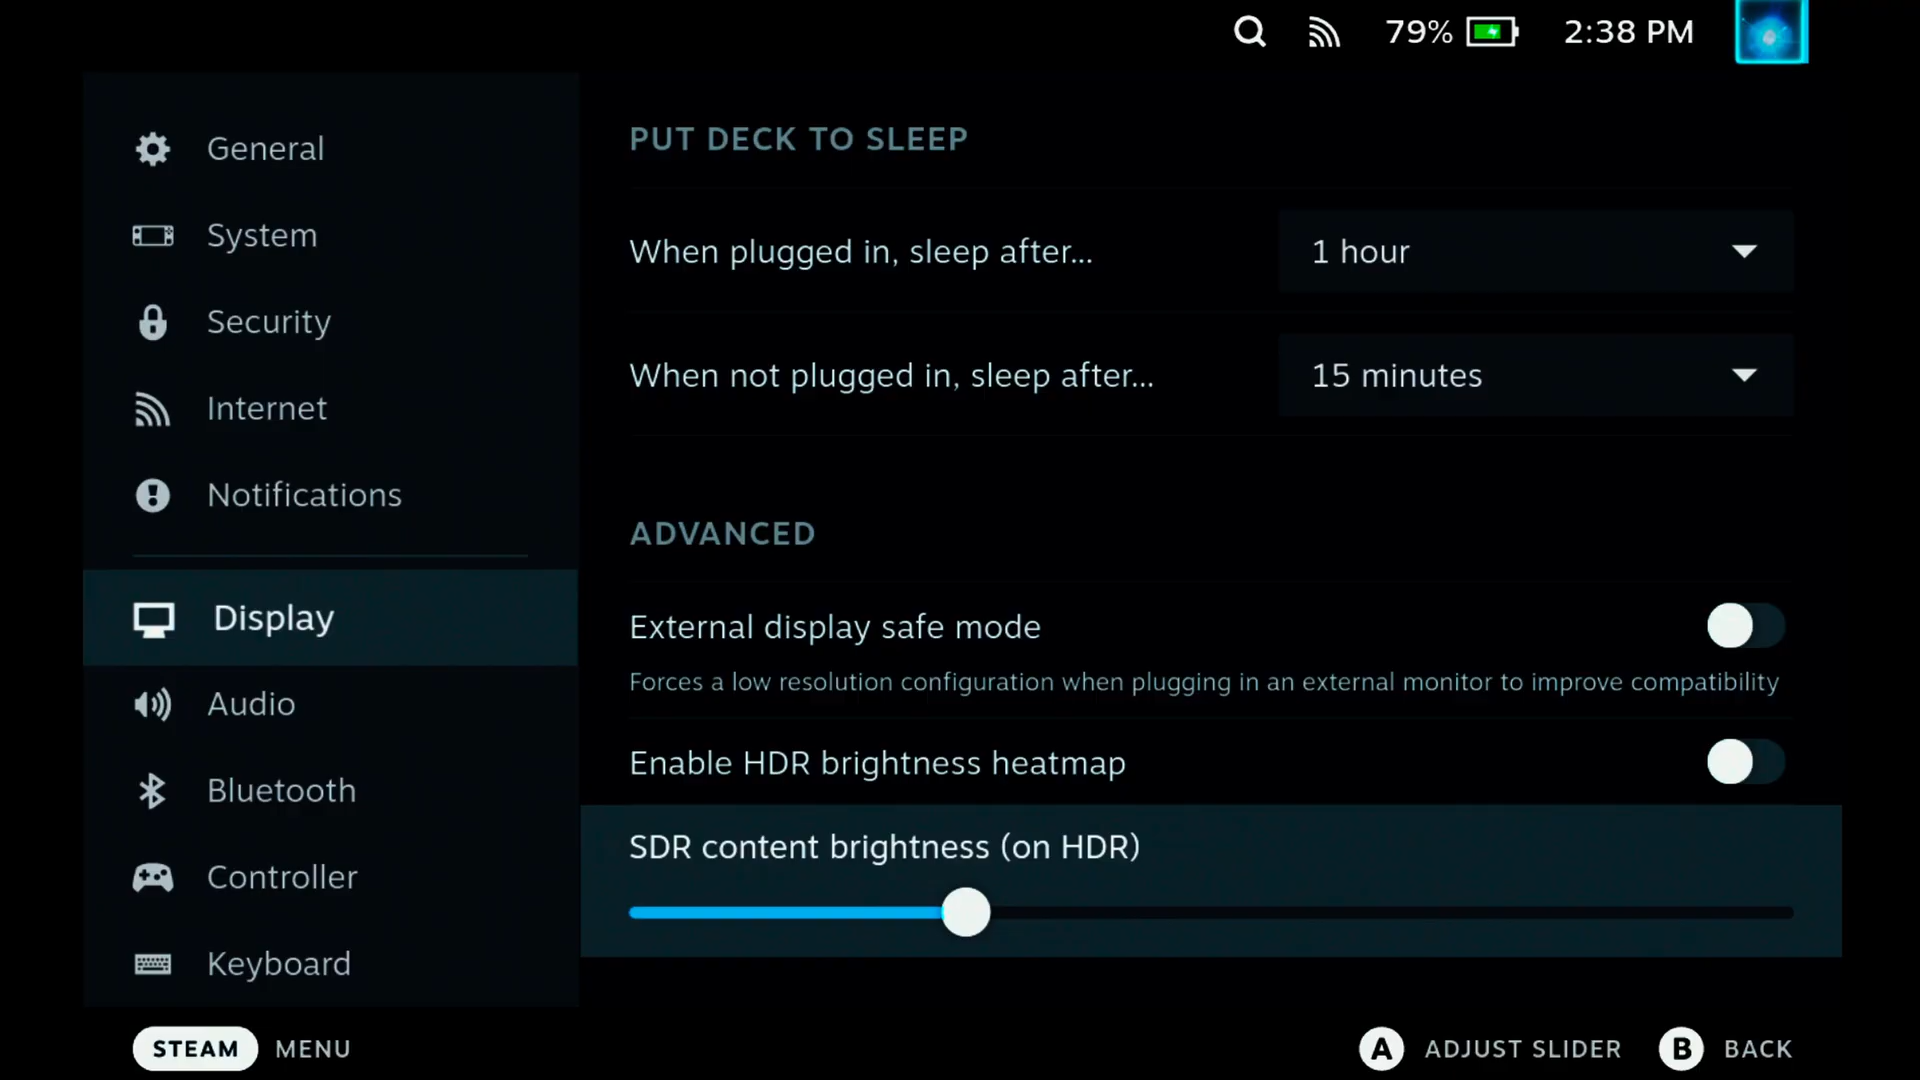 79%
2:38 PM
General
System
Security
Internet
Notifications
Display
Audio
Bluetooth
Controller
Keyboard
PUT DECK TO SLEEP
When plugged in, sleep after...
1 hour
When not plugged in, sleep after...
15 minutes
ADVANCED
External display safe mode
Forces a low resolution configuration when plugging in an external monitor to improve compatibility
Enable HDR brightness heatmap
SDR content brightness (on HDR)
STEAM MENU
A ADJUST SLIDER
B BACK